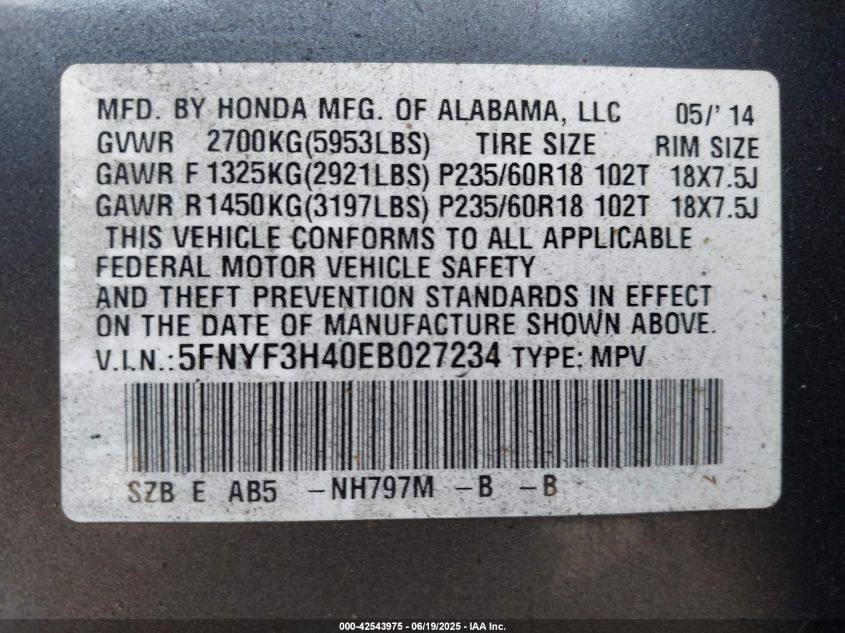 MFD. BY HONDA MFG. OF ALABAMA, LLC 05/' 14
GVWR 2700KG(5953LBS) TIRE SIZE RIM SIZE
GAWR F 1325KG(2921LBS) P235/60R18 102T 18X7.5J
GAWR R1450KG(3197LBS) P235/60R18 102T 18X7.5J
THIS VEHICLE CONFORMS TO ALL APPLICABLE
FEDERAL MOTOR VEHICLE SAFETY
AND THEFT PREVENTION STANDARDS IN EFFECT
ON THE DATE OF MANUFACTURE SHOWN ABOVE.
V.I.N.: 5FNYF3H40EB027234 TYPE: MPV
SZB E AB5 -NH797M -B -B
000-42543975 - 06/19/2025 - IAA Inc.